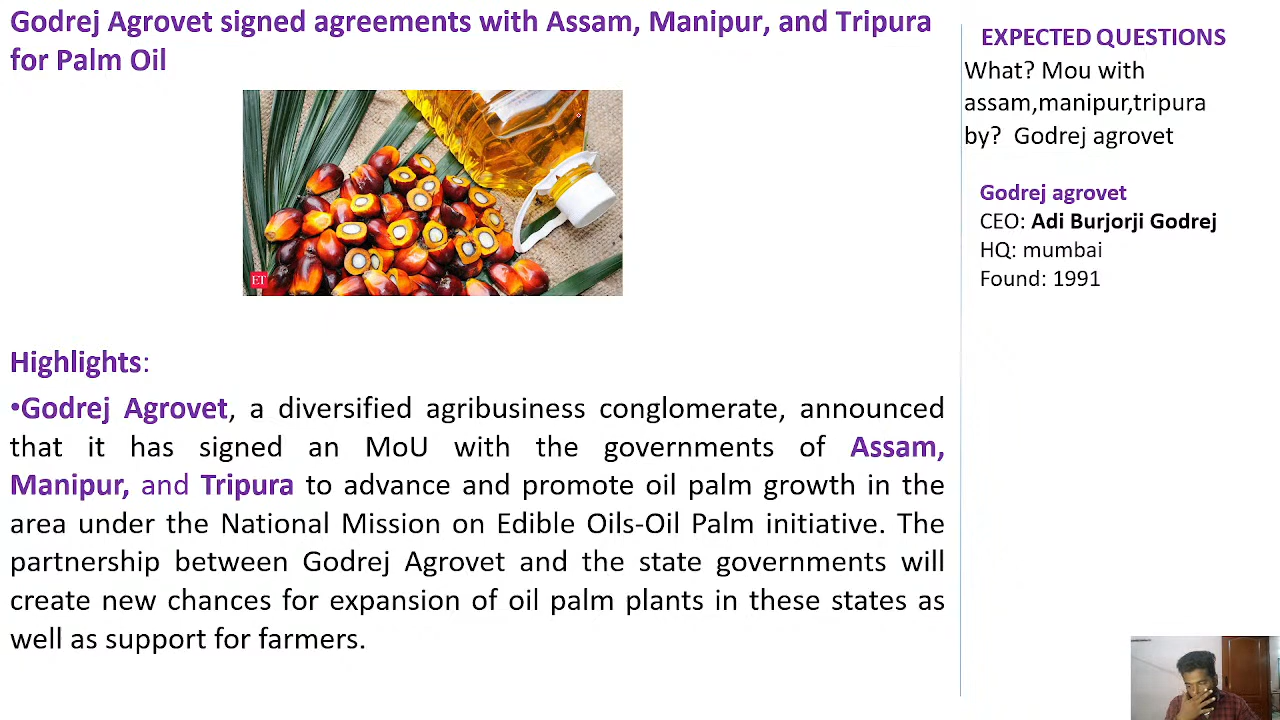 Godrej Agrovet signed agreements with Assam, Manipur, and Tripura
for Palm Oil
ET
Highlights:
•Godrej Agrovet, a diversified agribusiness conglomerate, announced
that it has signed an MoU with the governments of Assam,
Manipur, and Tripura to advance and promote oil palm growth in the
area under the National Mission on Edible Oils-Oil Palm initiative. The
partnership between Godrej Agrovet and the state governments will
create new chances for expansion of oil palm plants in these states as
well as support for farmers.
EXPECTED QUESTIONS
What? Mou with
assam,manipur,tripura
by? Godrej agrovet
Godrej agrovet
CEO: Adi Burjorji Godrej
HQ: mumbai
Found: 1991